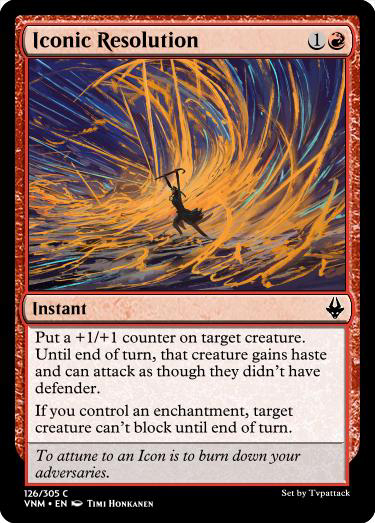 Iconic Resolution 1
Instant
Put a +1/+1 counter on target creature.
Until end of turn, that creature gains haste
and can attack as though they didn't have
defender.
If you control an enchantment, target
creature can't block until end of turn.
To attune to an Icon is to burn down your
adversaries.
126/305 C
Set by Tvpattack
VNM • EN Timi Honkanen